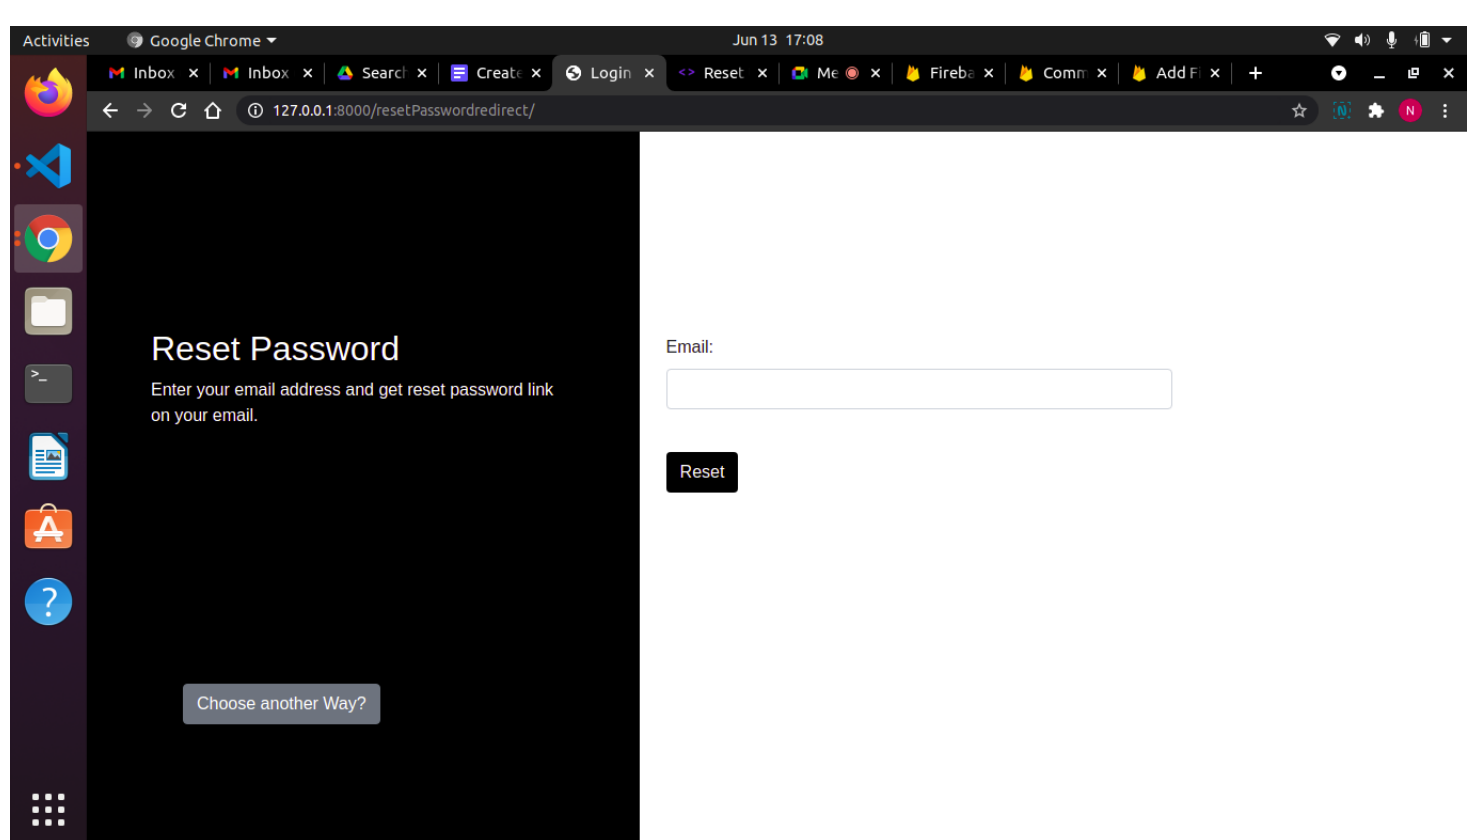 Activities Google Chrome Jun 13 17:08
Inbox Inbox Search Create Login Reset Me Fireba Comm Add Fi
127.0.0.1:8000/resetPasswordredirect/ N N
>_
Reset Password
Enter your email address and get reset password link
on your email.
Email:
Reset
Choose another Way?